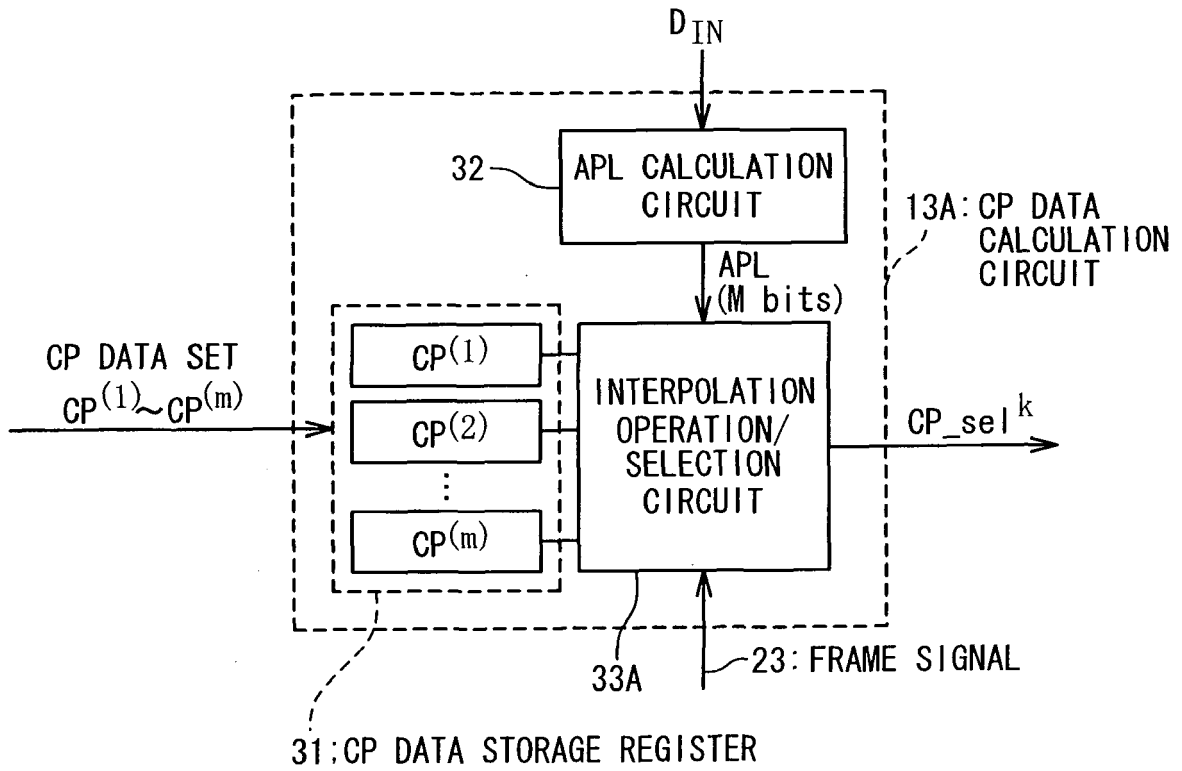 D_IN
32
APL CALCULATION
CIRCUIT
13A: CP DATA
CALCULATION
CIRCUIT
APL
(M bits)
CP DATA SET
CP^(1)~CP^(m)
CP^(1)
CP^(2)
⋮
CP^(m)
INTERPOLATION
OPERATION/
SELECTION
CIRCUIT
CP_sel^k
33A
23: FRAME SIGNAL
31; CP DATA STORAGE REGISTER